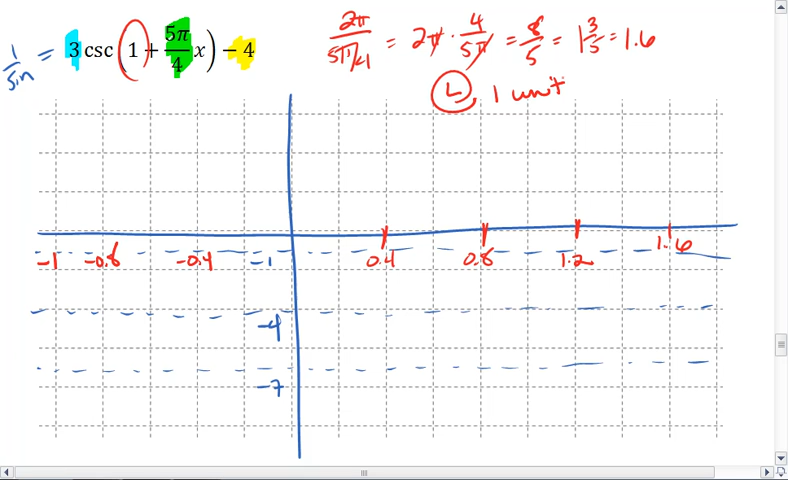 1/sin = 3 csc(1 + 5π/4 x) − 4
2π / 5π/4 = 2π · 4/5π = 8/5 = 1 3/5 = 1.6
L 1 unit
-1 -0.8 -0.4 -1 0.4 0.8 1.2 1.6
-4
-7